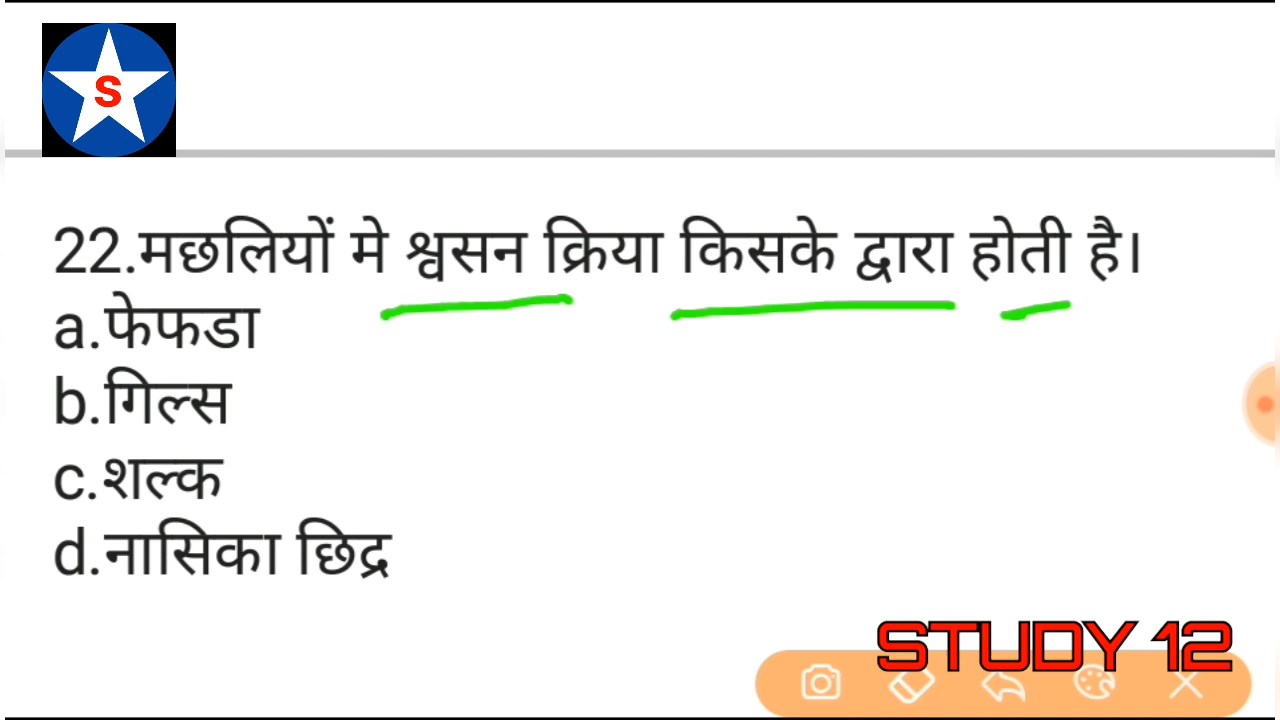 S
22.मछलियों मे श्वसन क्रिया किसके द्वारा होती है।
a.फेफडा
b.गिल्स
c.शल्क
d.नासिका छिद्र
STUDY 12